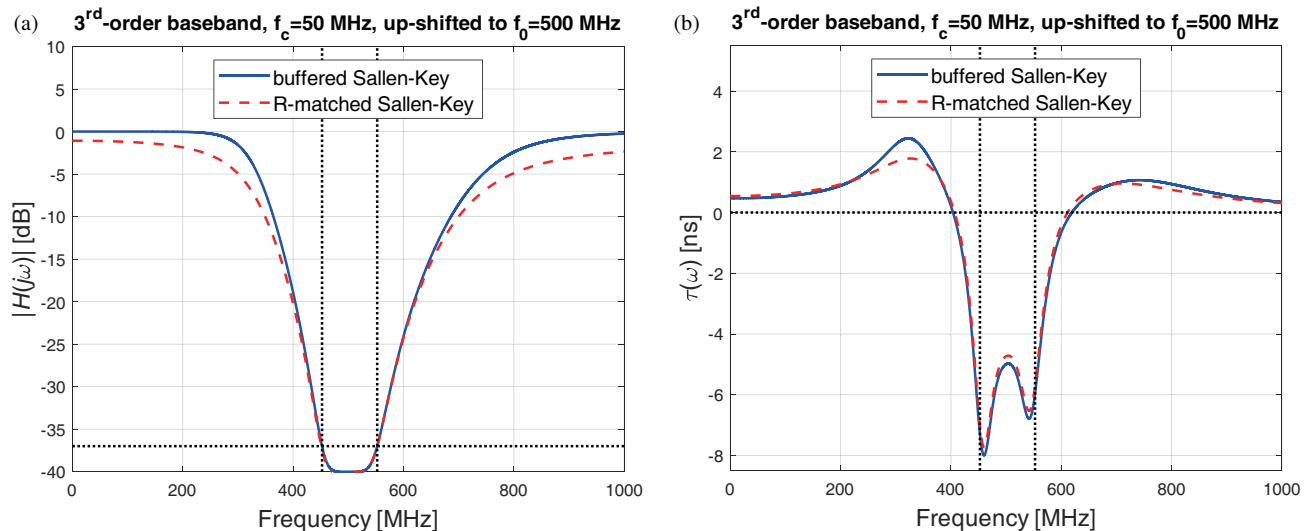 (a)
3rd-order baseband, fc=50 MHz, up-shifted to f0=500 MHz
10
5
0
-5
-10
-15
-20
-25
-30
-35
-40
|H(jω)| [dB]
buffered Sallen-Key
R-matched Sallen-Key
0
200
400
600
800
1000
Frequency [MHz]
(b)
3rd-order baseband, fc=50 MHz, up-shifted to f0=500 MHz
4
2
0
-2
-4
-6
-8
τ(ω) [ns]
buffered Sallen-Key
R-matched Sallen-Key
0
200
400
600
800
1000
Frequency [MHz]